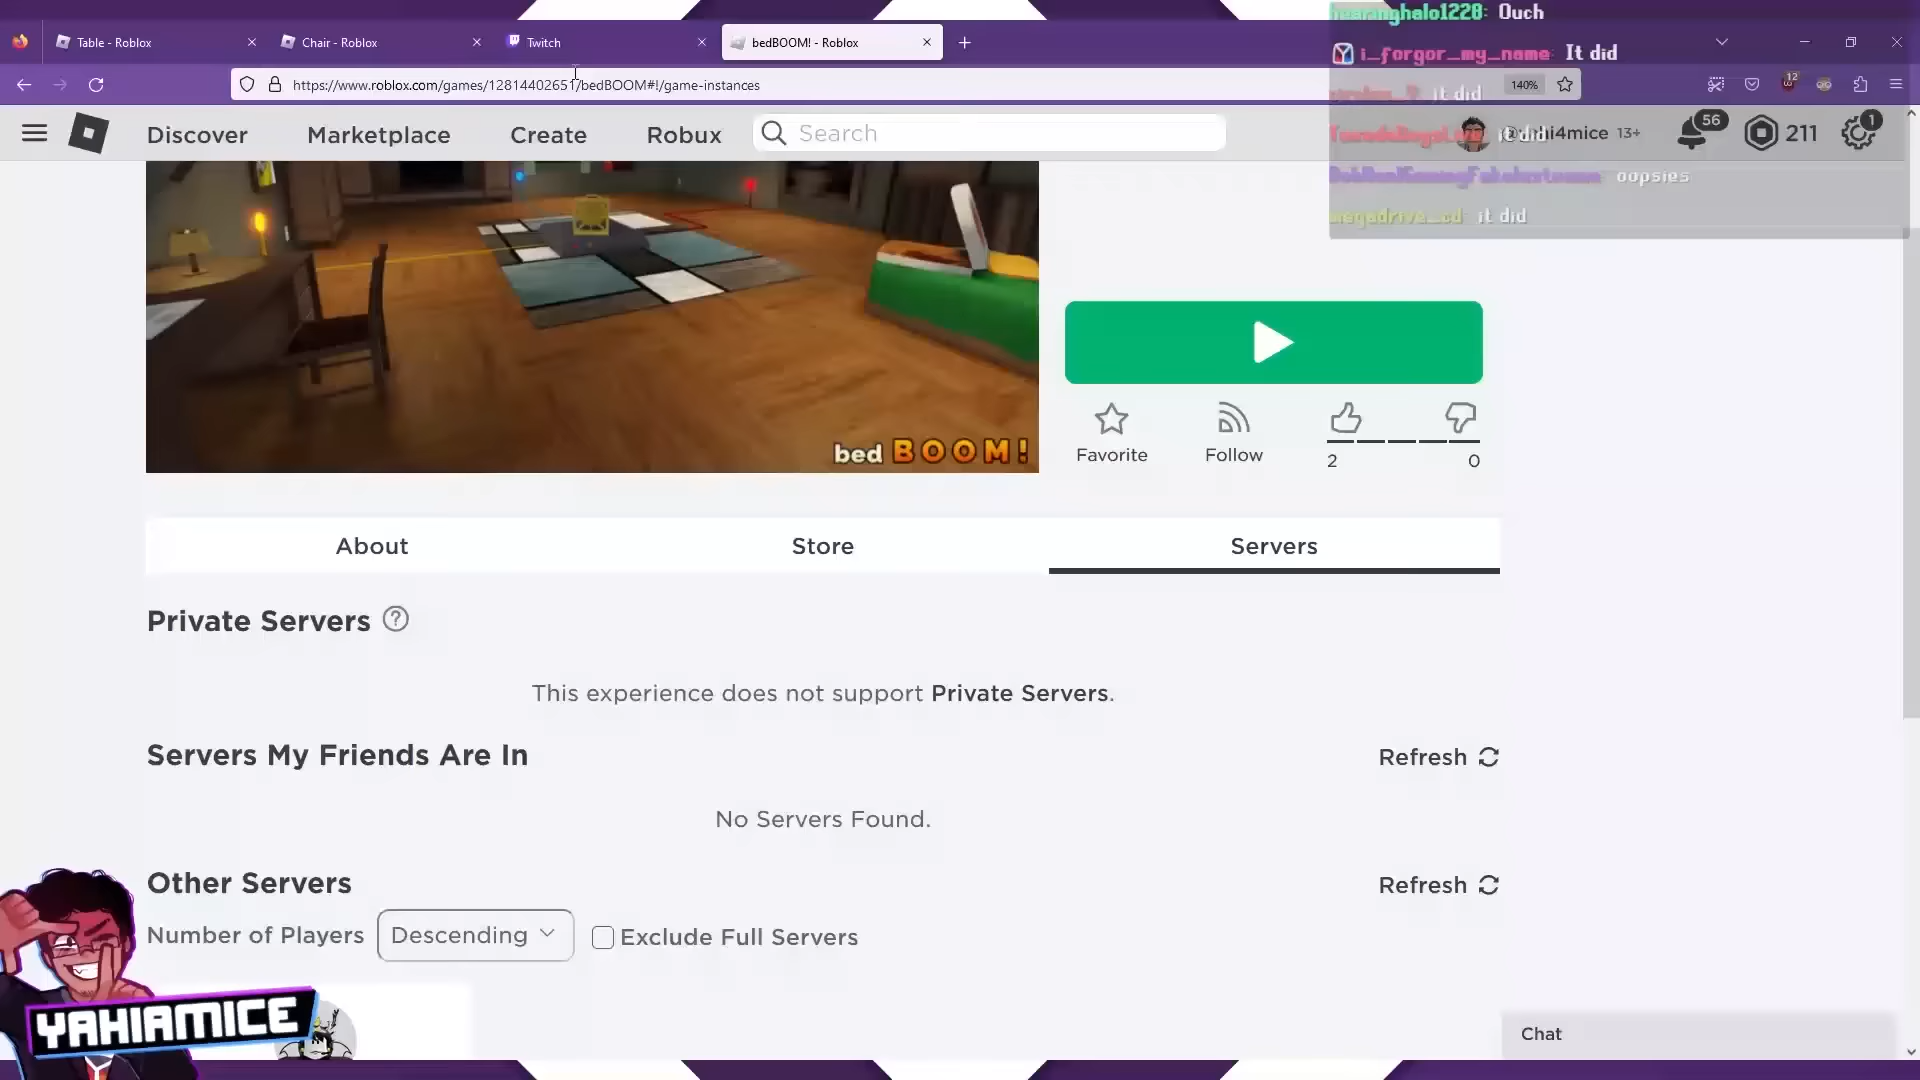 hearinghalo1228: Ouch
Table - Roblox
Chair - Roblox
Twitch
bedBOOM! - Roblox
i_forgor_my_name: It did
https://www.roblox.com/games/12814402651/bedBOOM#!/game-instances
140%
it did
12
Discover
Marketplace
Create
Robux
Search
13+
56
211
1
oopsies
megadrive_cd: it did
bed BOOM!
Favorite
Follow
2
0
About
Store
Servers
Private Servers
This experience does not support Private Servers.
Servers My Friends Are In
Refresh
No Servers Found.
Other Servers
Refresh
Number of Players
Descending
Exclude Full Servers
YAHIAMICE
Chat